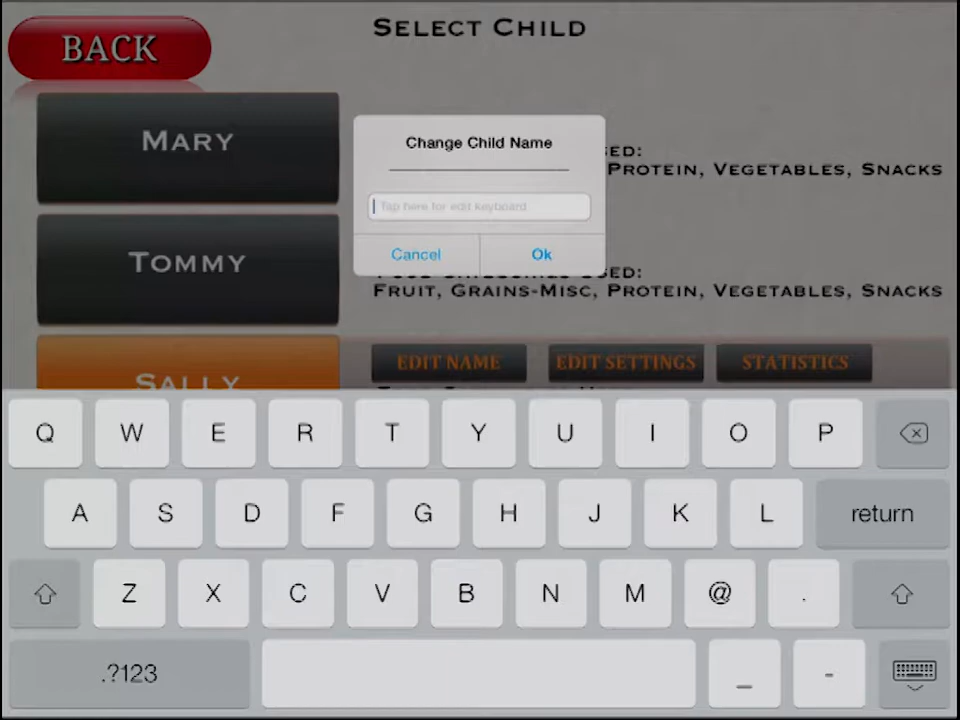 SELECT CHILD
BACK
MARY
Change Child Name
ED:
PROTEIN, VEGETABLES, SNACKS
Tap here for edit keyboard
TOMMY
Cancel
Ok
FRUIT, GRAINS-MISC, PROTEIN, VEGETABLES, SNACKS
EDIT NAME
EDIT SETTINGS
STATISTICS
SALLY
Q W E R T Y U I O P
A S D F G H J K L return
Z X C V B N M @ .
.?123 _ -